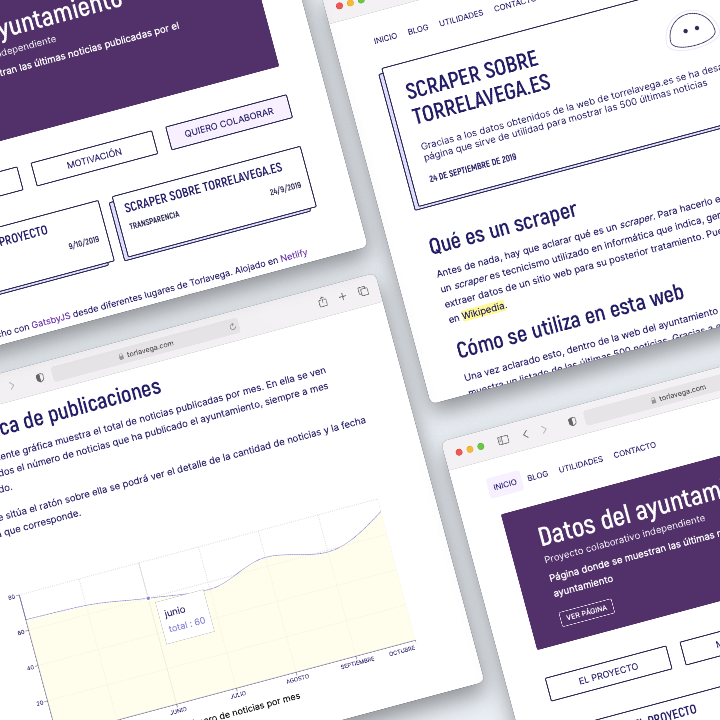 ayuntamiento
independiente
las últimas noticias publicadas por el
MOTIVACIÓN
QUIERO COLABORAR
PROYECTO
9/10/2019
SCRAPER SOBRE TORRELAVEGA.ES
TRANSPARENCIA
24/9/2019
con GatsbyJS desde diferentes lugares de Torlavega. Alojado en Netlify
INICIO
BLOG
UTILIDADES
SCRAPER SOBRE
TORRELAVEGA.ES
Gracias a los datos obtenidos de la web de torrelavega.es se ha
página que sirve de utilidad para mostrar las 500 últimas noticias
24 DE SEPTIEMBRE DE 2019
Qué es un scraper
Antes de nada, hay que aclarar qué es un scraper. Para hacerlo
un scraper es tecnicismo utilizado en informática que indica,
extraer datos de un sitio web para su posterior tratamiento.
en Wikipedia.
Cómo se utiliza en esta web
Una vez aclarado esto, dentro de la web del ayuntamiento
muestra un listado de las últimas 500 noticias. Gracias a
torlavega.com
ca de publicaciones
ente gráfica muestra el total de noticias publicadas por mes. En ella se ven
dos el número de noticias que ha publicado el ayuntamiento, siempre a mes
do.
se sitúa el ratón sobre ella se podrá ver el detalle de la cantidad de noticias y la fecha
a que corresponde.
85
60
40
20
junio
total : 60
JUNIO
JULIO
AGOSTO
SEPTIEMBRE
OCTUBRE
ero de noticias por mes
torlavega.com
INICIO
BLOG
UTILIDADES
CONTACTO
Datos del ayuntam
Proyecto colaborativo independiente
Página donde se muestran las últimas
ayuntamiento
VER PÁGINA
EL PROYECTO
EL PROYECTO